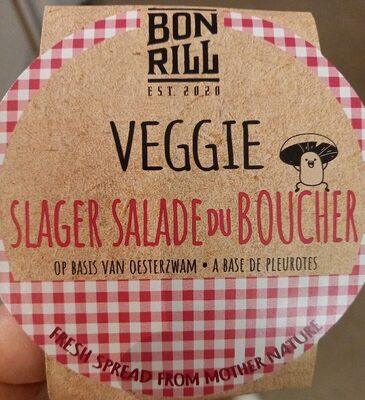 BON
RILL
EST. 2020
VEGGIE
SLAGER SALADE DU BOUCHER
OP BASIS VAN OESTERZWAM • A BASE DE PLEUROTES
FRESH SPREAD FROM MOTHER NATURE